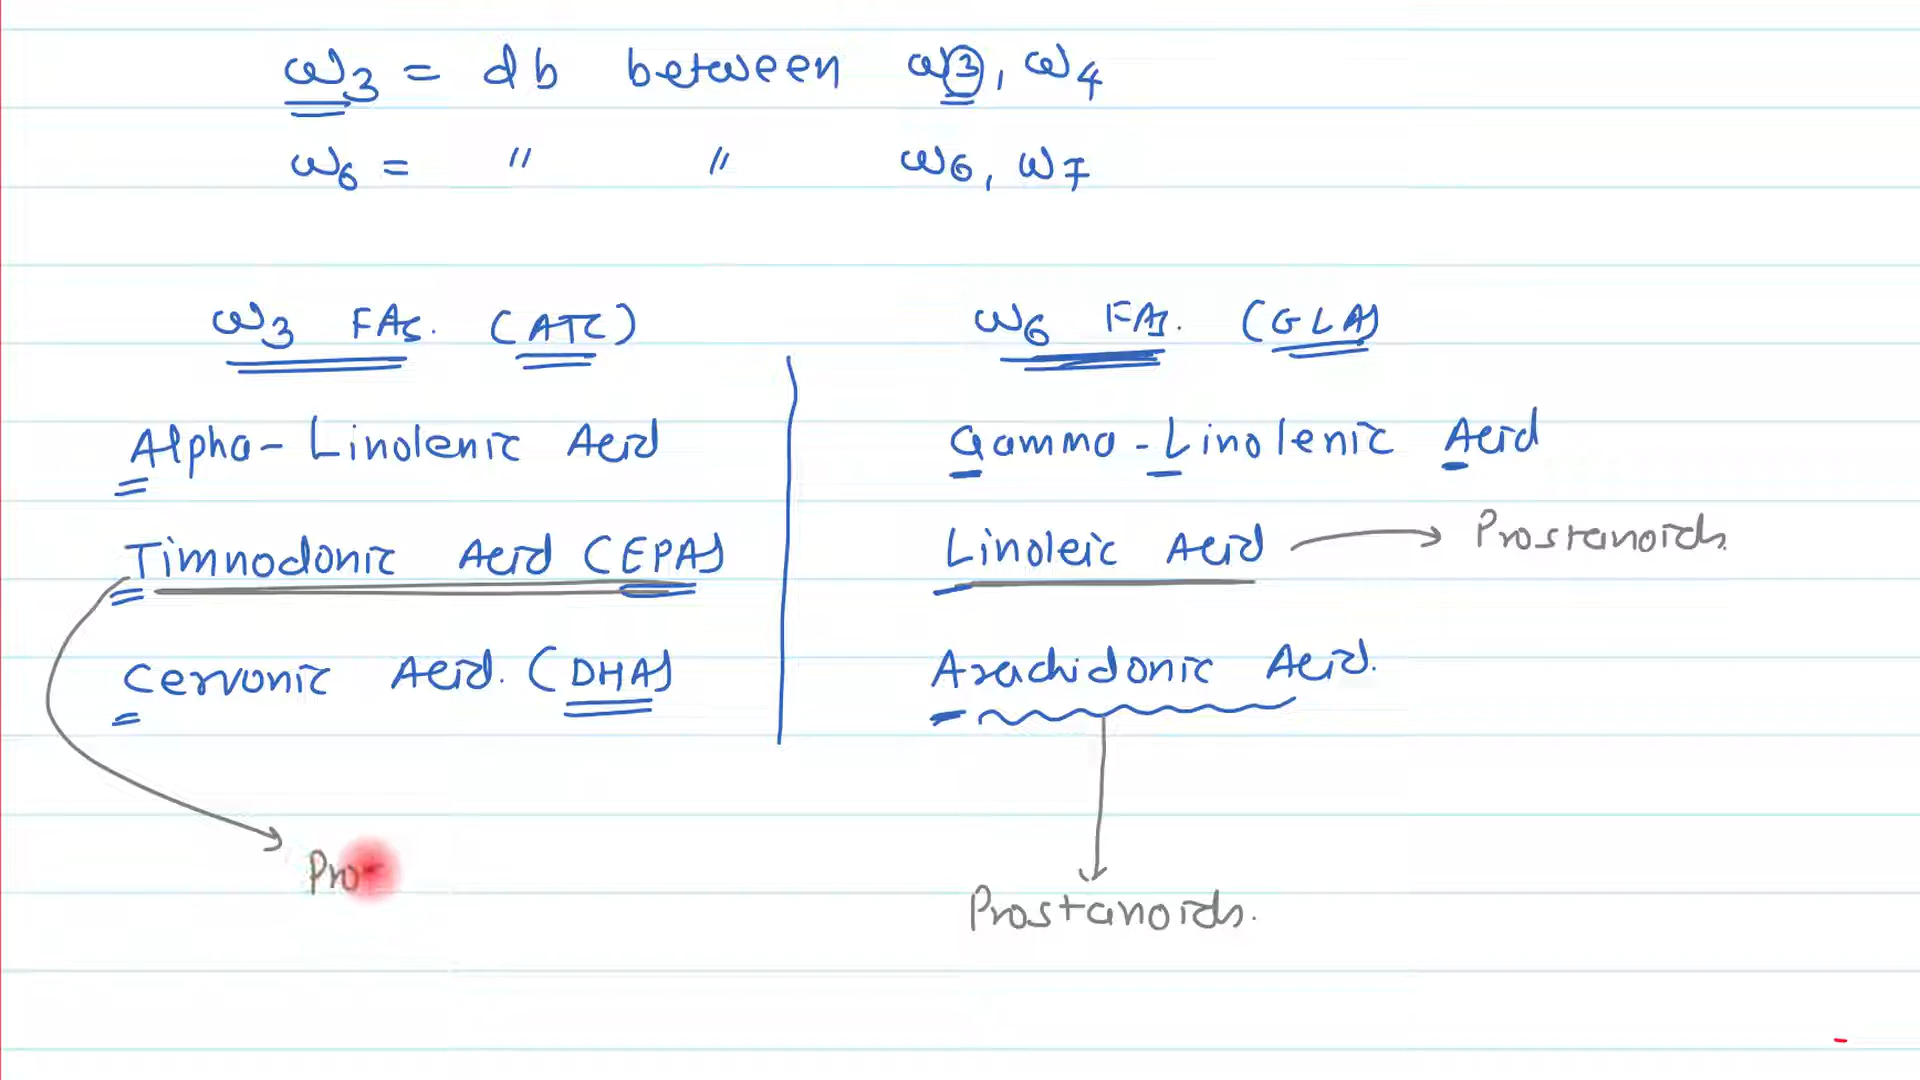 ω3 = db between ω3, ω4
ω6 = " " ω6, ω7
ω3 FAs. (ATC)
Alpha-Linolenic Acid
Timnodonic Acid (EPA)
Cervonic Acid. (DHA)
Pros
ω6 FAs. (GLA)
Gamma-Linolenic Acid
Linoleic Acid → Prostanoids
Arachidonic Acid.
Prostanoids.